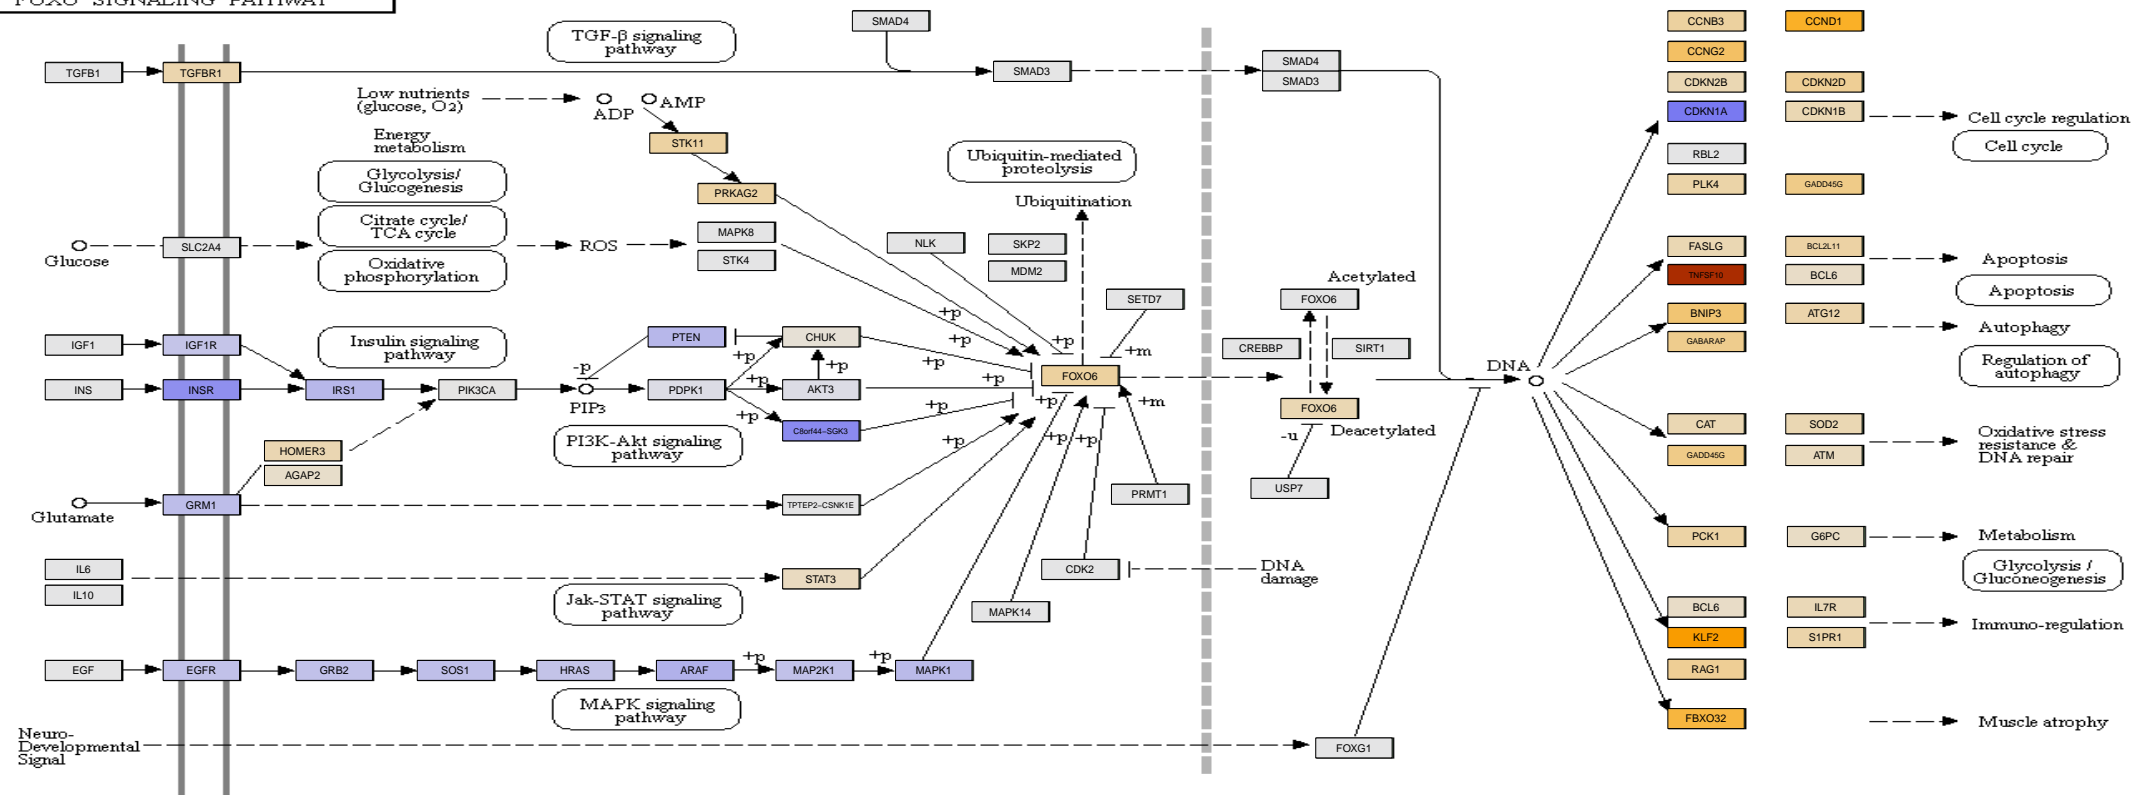 FOXO SIGNALING PATHWAY
SMAD4
CCNB3
CCND1
TGF-β signaling
pathway
CCNG2
TGFB1
TGFBR1
SMAD3
SMAD4
SMAD3
CDKN2B
CDKN2D
Low nutrients
(glucose, O2)
ADP
AMP
CDKN1A
CDKN1B
Cell cycle regulation
Energy
metabolism
STK11
Cell cycle
Ubiquitin-mediated
proteolysis
RBL2
Glycolysis/
Glucogenesis
PRKAG2
PLK4
GADD45G
Ubiquitination
Citrate cycle/
TCA cycle
MAPK8
SLC2A4
ROS
NLK
SKP2
FASLG
BCL2L11
Glucose
STK4
MDM2
TNFSF10
BCL6
Apoptosis
Oxidative
phosphorylation
Acetylated
Apoptosis
SETD7
FOXO6
+p
BNIP3
ATG12
Autophagy
IGF1
IGF1R
Insulin signaling
pathway
PTEN
CHUK
+p
+p
+m
CREBBP
SIRT1
GABARAP
+p
+p
+p
DNA
Regulation of
autophagy
-p
INS
INSR
IRS1
PIK3CA
PIP3
PDPK1
+p
AKT3
+p
FOXO6
+m
+p
C8orf44-SGK3
+p
+p
FOXO6
PI3K-Akt signaling
pathway
+p
+p
+p
-u
Deacetylated
CAT
SOD2
Oxidative stress
resistance &
DNA repair
HOMER3
AGAP2
GADD45G
ATM
GRM1
TPTEP2-CSNK1E
PRMT1
USP7
Glutamate
PCK1
G6PC
Metabolism
IL6
STAT3
CDK2
DNA
damage
Glycolysis /
Gluconeogenesis
IL10
Jak-STAT signaling
pathway
MAPK14
BCL6
IL7R
Immuno-regulation
KLF2
S1PR1
EGF
EGFR
GRB2
SOS1
HRAS
ARAF
+p
MAP2K1
+p
MAPK1
RAG1
MAPK signaling
pathway
FBXO32
Muscle atrophy
Neuro-
Developmental
Signal
FOXG1